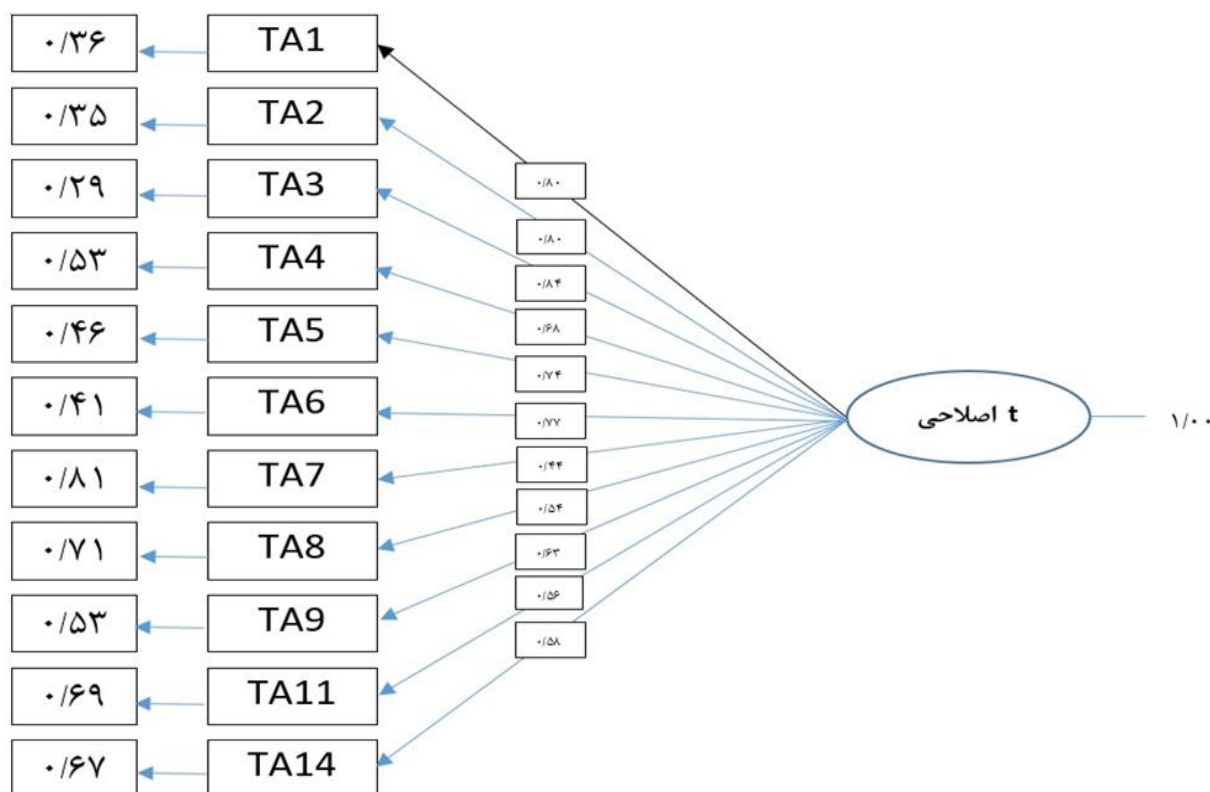 ۰/۳۶ TA1
۰/۳۵ TA2
۰/۲۹ TA3
۰/۵۳ TA4
۰/۴۶ TA5
۰/۴۱ TA6
۰/۸۱ TA7
۰/۷۱ TA8
۰/۵۳ TA9
۰/۶۹ TA11
۰/۶۷ TA14
۰/۸۰
۰/۸۰
۰/۸۴
۰/۶۸
۰/۷۴
۰/۷۷
۰/۴۴
۰/۵۴
۰/۶۳
۰/۵۶
۰/۵۸
t اصلاحی
۱/۰۰